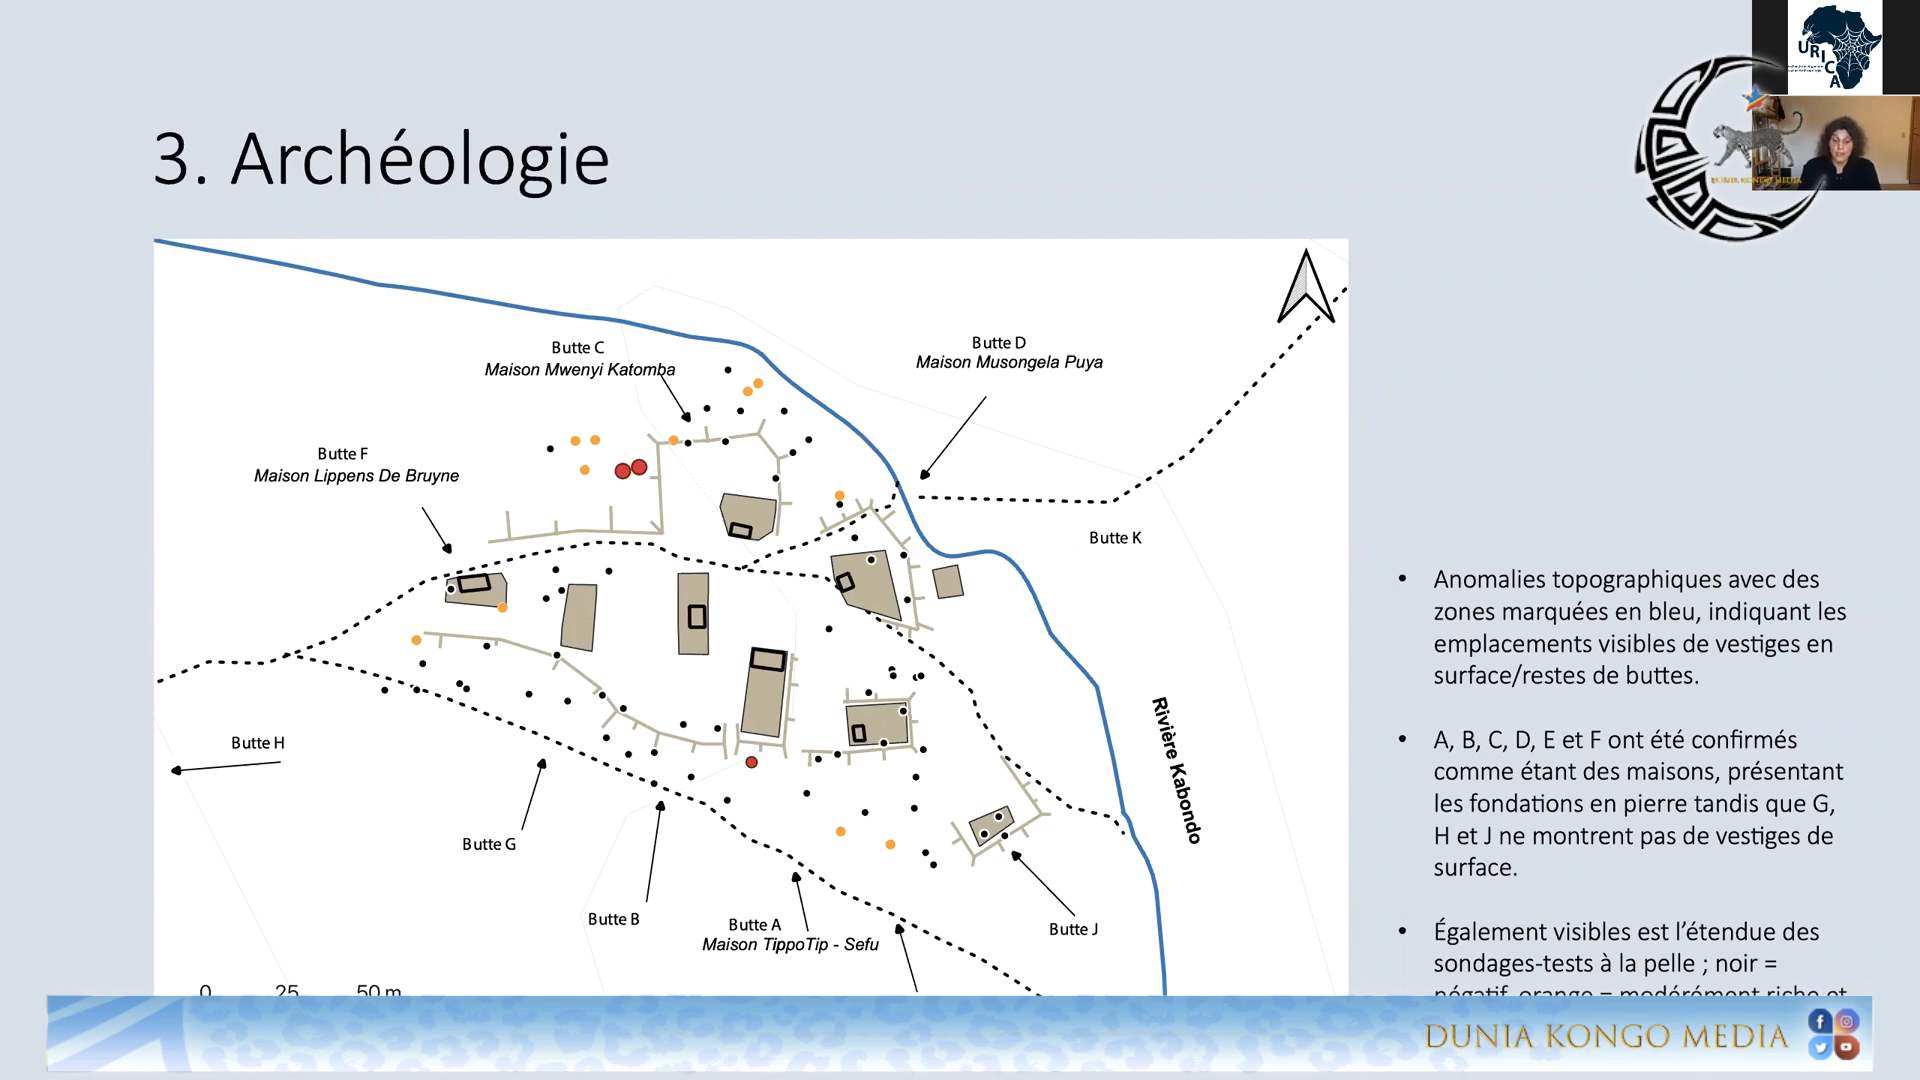 URICA
3. Archéologie
Butte C
Maison Mwenyi Katomba
Butte D
Maison Musongela Puya
Butte F
Maison Lippens De Bruyne
Butte K
Rivière Kabondo
Butte H
Butte G
Butte B
Butte A
Maison TippoTip - Sefu
Butte J
0 25 50 m
• Anomalies topographiques avec des
zones marquées en bleu, indiquant les
emplacements visibles de vestiges en
surface/restes de buttes.
• A, B, C, D, E et F ont été confirmés
comme étant des maisons, présentant
les fondations en pierre tandis que G,
H et J ne montrent pas de vestiges de
surface.
• Également visibles est l’étendue des
sondages-tests à la pelle ; noir =
négatif, orange = modérément riche et
DUNIA KONGO MEDIA